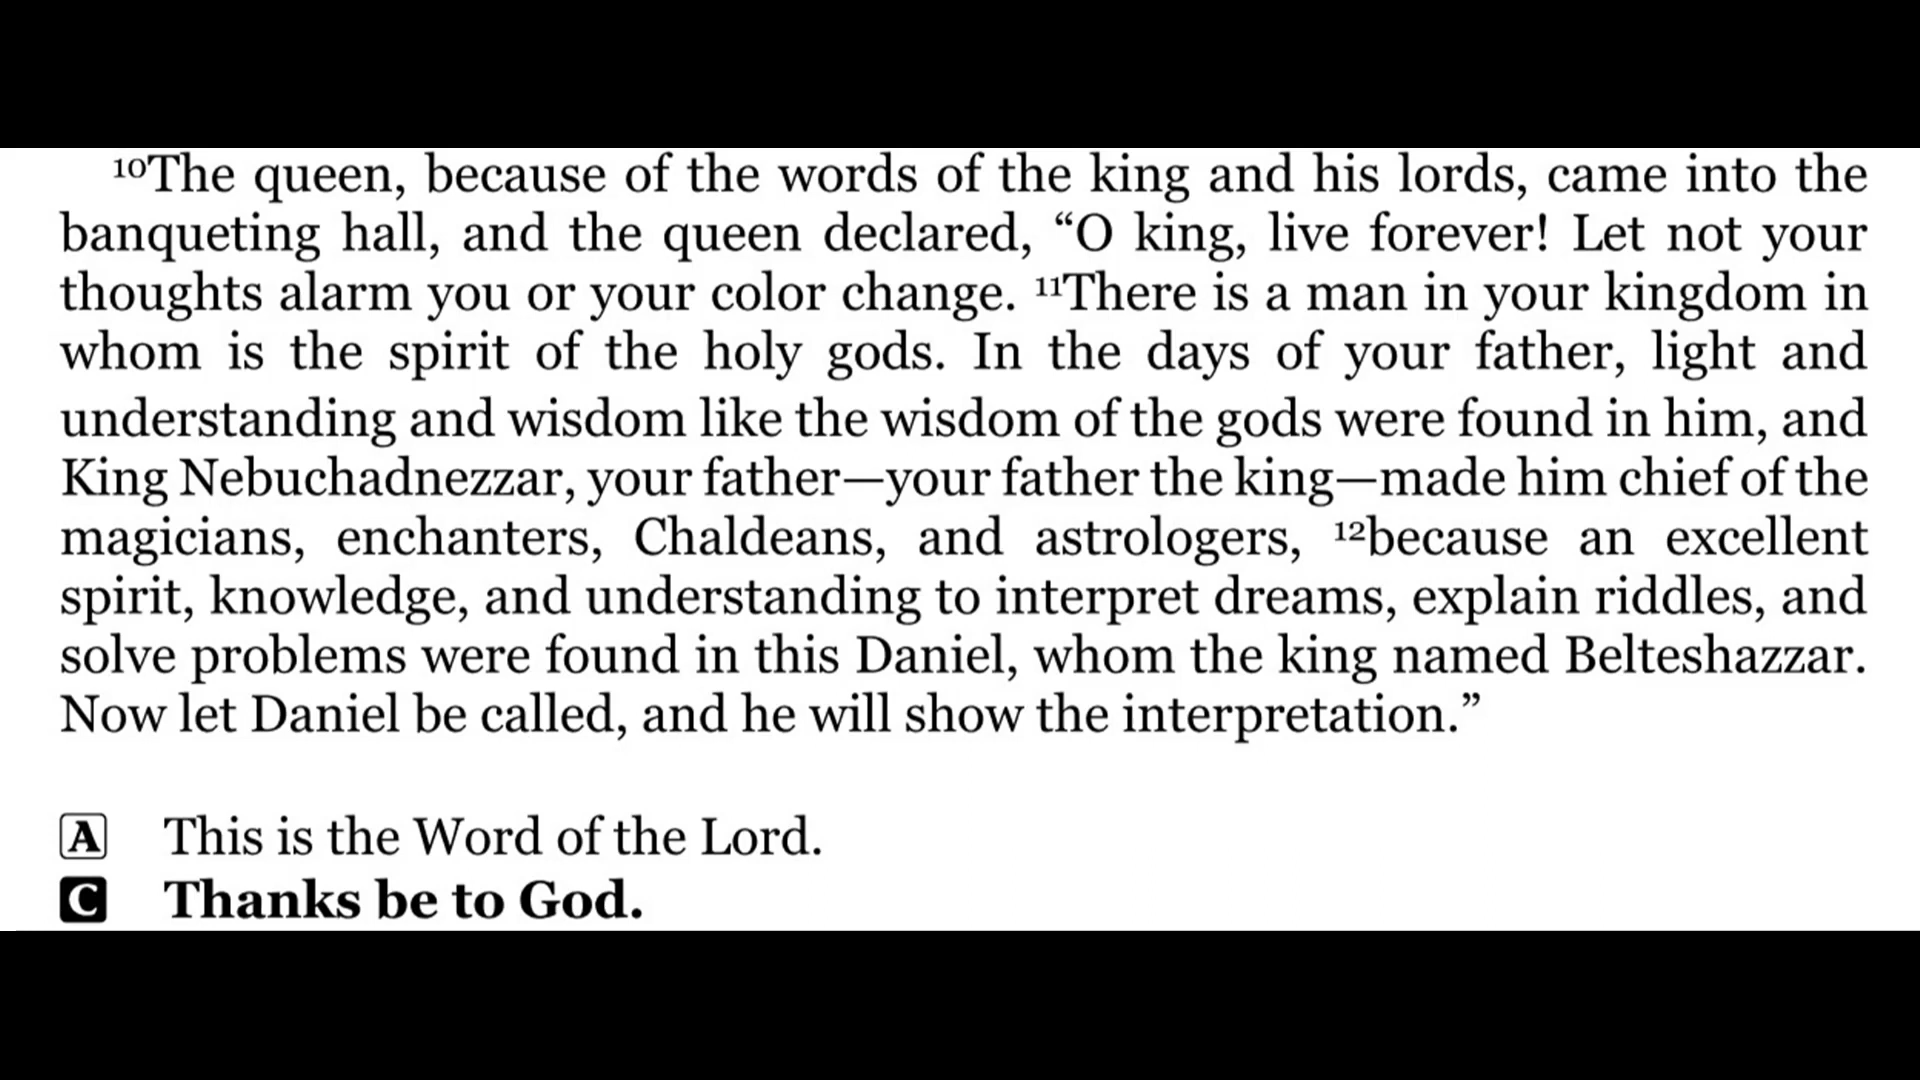 ¹⁰The queen, because of the words of the king and his lords, came into the
banqueting hall, and the queen declared, “O king, live forever! Let not your
thoughts alarm you or your color change. ¹¹There is a man in your kingdom in
whom is the spirit of the holy gods. In the days of your father, light and
understanding and wisdom like the wisdom of the gods were found in him, and
King Nebuchadnezzar, your father—your father the king—made him chief of the
magicians, enchanters, Chaldeans, and astrologers, ¹²because an excellent
spirit, knowledge, and understanding to interpret dreams, explain riddles, and
solve problems were found in this Daniel, whom the king named Belteshazzar.
Now let Daniel be called, and he will show the interpretation.”
A This is the Word of the Lord.
C Thanks be to God.